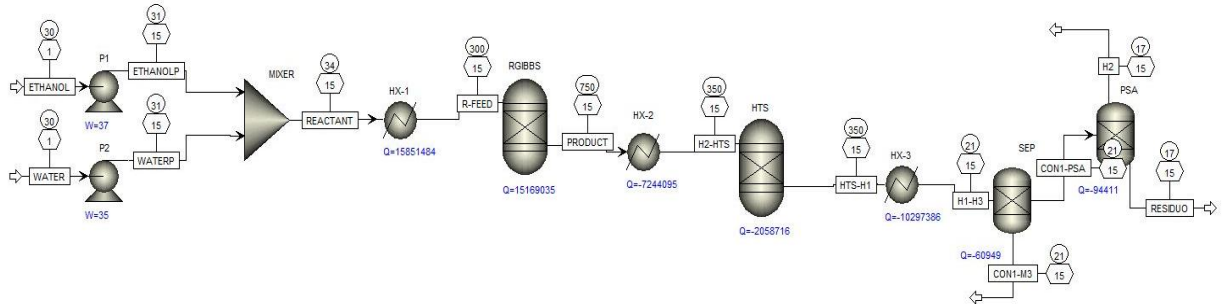 30
1
ETHANOL
P1
W=37
31
15
ETHANOLP
30
1
WATER
P2
W=35
31
15
WATERP
MIXER
34
15
REACTANT
HX-1
Q=15851484
300
15
R-FEED
RGIBBS
Q=15169035
750
15
PRODUCT
HX-2
Q=-7244095
350
15
H2-HTS
HTS
Q=-2058716
350
15
HTS-H1
HX-3
Q=-10297386
21
15
H1-H3
SEP
Q=-60949
21
15
CON1-M3
CON1-PSA
21
15
PSA
Q=-94411
H2
17
15
17
15
RESIDUO